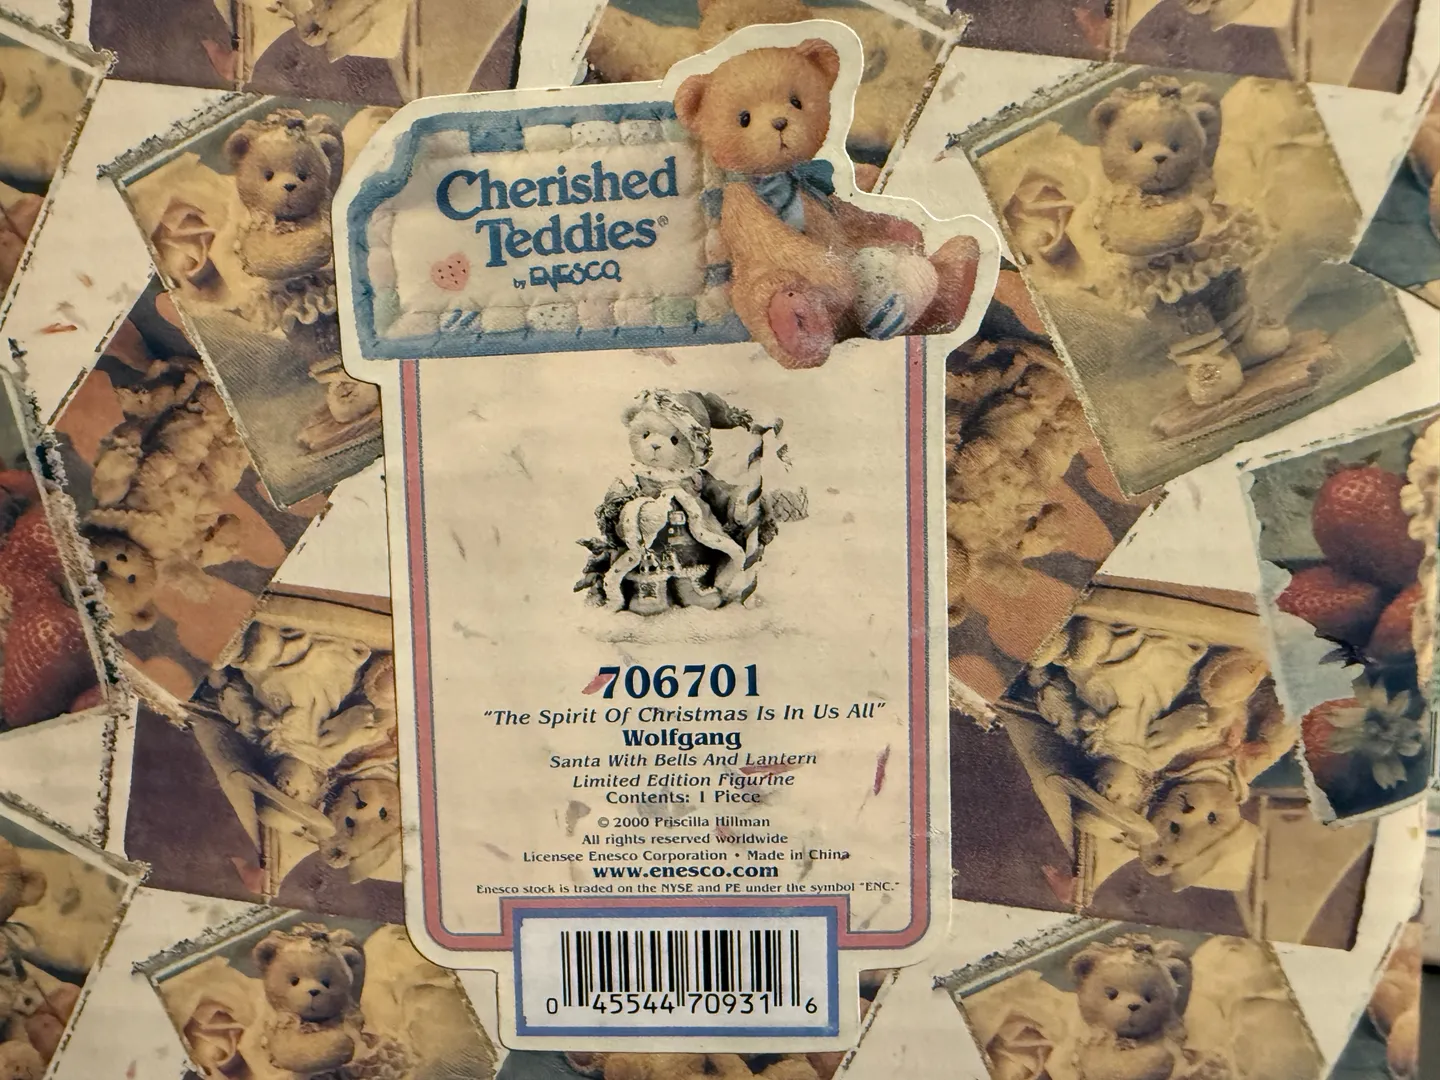 Cherished
Teddies®
by ENESCO
706701
"The Spirit Of Christmas Is In Us All"
Wolfgang
Santa With Bells And Lantern
Limited Edition Figurine
Contents: 1 Piece
© 2000 Priscilla Hillman
All rights reserved worldwide
Licensee Enesco Corporation • Made in China
www.enesco.com
Enesco stock is traded on the NYSE and PE under the symbol "ENC."
0 45544 70931 6